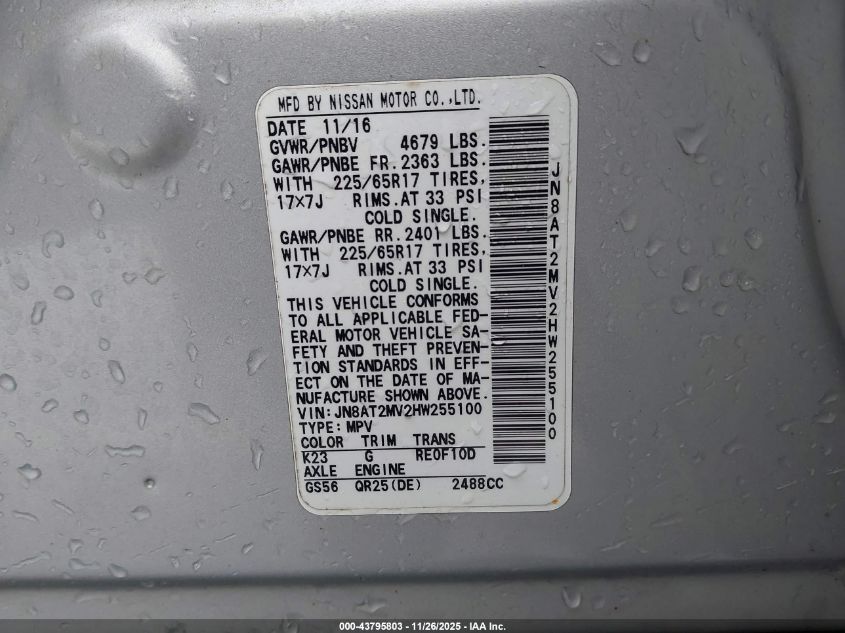 MFD BY NISSAN MOTOR CO.,LTD.
DATE 11/16
GVWR/PNBV 4679 LBS.
GAWR/PNBE FR.2363 LBS.
WITH 225/65R17 TIRES,
17×7J RIMS.AT 33 PSI
COLD SINGLE.
GAWR/PNBE RR.2401 LBS.
WITH 225/65R17 TIRES,
17×7J RIMS.AT 33 PSI
COLD SINGLE.
THIS VEHICLE CONFORMS
TO ALL APPLICABLE FED-
ERAL MOTOR VEHICLE SA-
FETY AND THEFT PREVEN-
TION STANDARDS IN EFF-
ECT ON THE DATE OF MA-
NUFACTURE SHOWN ABOVE.
VIN:JN8AT2MV2HW255100
TYPE:MPV
COLOR TRIM TRANS
K23 G RE0F10D
AXLE ENGINE
GS56 QR25(DE) 2488CC
JN8AT2MV2HW255100
000-43795803 - 11/26/2025 - IAA Inc.